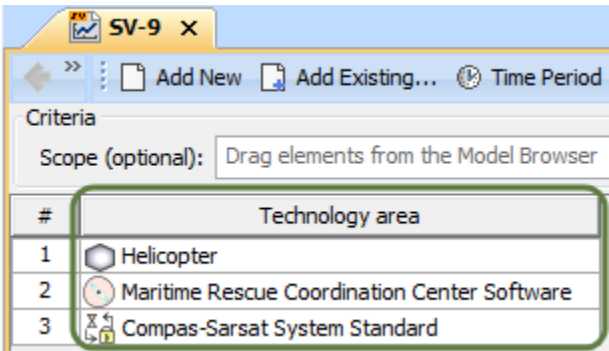 SV-9 X
» Add New Add Existing... Time Period
Criteria
Scope (optional): Drag elements from the Model Browser
# Technology area
1 Helicopter
2 Maritime Rescue Coordination Center Software
3 Compas-Sarsat System Standard